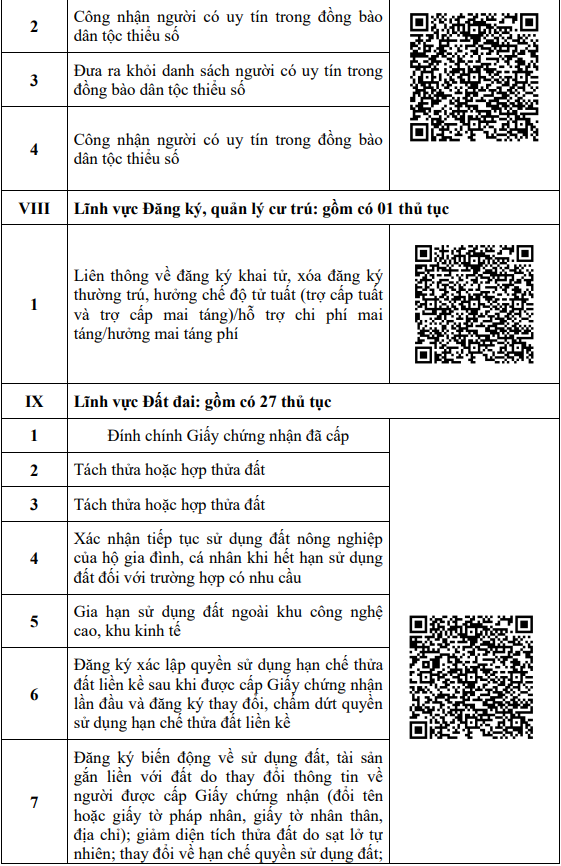 2
Công nhận người có uy tín trong đồng bào
dân tộc thiểu số
3
Đưa ra khỏi danh sách người có uy tín trong
đồng bào dân tộc thiểu số
4
Công nhận người có uy tín trong đồng bào
dân tộc thiểu số
VIII Lĩnh vực Đăng ký, quản lý cư trú: gồm có 01 thủ tục
1
Liên thông về đăng ký khai tử, xóa đăng ký
thường trú, hưởng chế độ tử tuất (trợ cấp tuất
và trợ cấp mai táng)/hỗ trợ chi phí mai
táng/hưởng mai táng phí
IX Lĩnh vực Đất đai: gồm có 27 thủ tục
1 Đính chính Giấy chứng nhận đã cấp
2 Tách thửa hoặc hợp thửa đất
3 Tách thửa hoặc hợp thửa đất
4
Xác nhận tiếp tục sử dụng đất nông nghiệp
của hộ gia đình, cá nhân khi hết hạn sử dụng
đất đối với trường hợp có nhu cầu
5
Gia hạn sử dụng đất ngoài khu công nghệ
cao, khu kinh tế
6
Đăng ký xác lập quyền sử dụng hạn chế thửa
đất liền kề sau khi được cấp Giấy chứng nhận
lần đầu và đăng ký thay đổi, chấm dứt quyền
sử dụng hạn chế thửa đất liền kề
7
Đăng ký biến động về sử dụng đất, tài sản
gắn liền với đất do thay đổi thông tin về
người được cấp Giấy chứng nhận (đổi tên
hoặc giấy tờ pháp nhân, giấy tờ nhân thân,
địa chỉ); giảm diện tích thửa đất do sạt lở tự
nhiên; thay đổi về hạn chế quyền sử dụng đất;